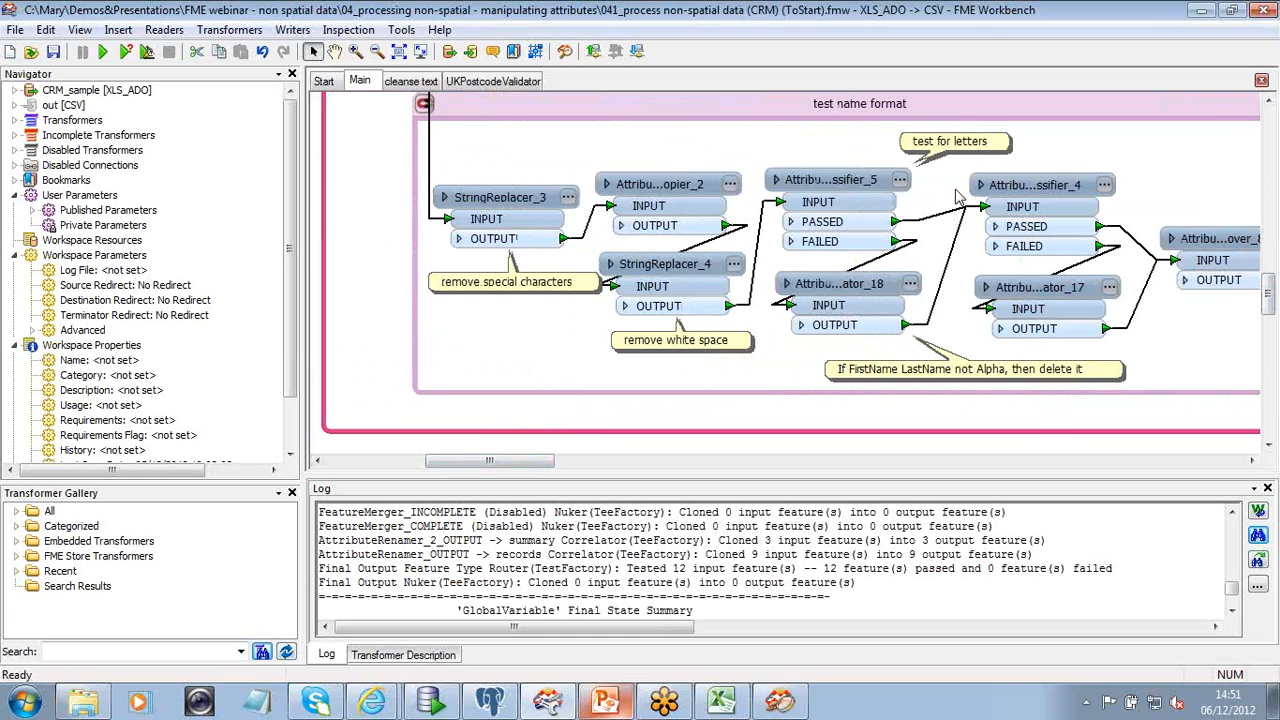 C:\Mary\Demos&Presentations\FME webinar - non spatial data\04_processing non-spatial - manipulating attributes\041_process non-spatial data (CRM) (ToStart).fmw - XLS_ADO -> CSV - FME Workbench
File Edit View Insert Readers Transformers Writers Inspection Tools Help
Navigator
CRM_sample [XLS_ADO]
out [CSV]
Transformers
Incomplete Transformers
Disabled Transformers
Disabled Connections
Bookmarks
User Parameters
Published Parameters
Private Parameters
Workspace Resources
Workspace Parameters
Log File: <not set>
Source Redirect: No Redirect
Destination Redirect: No Redirect
Terminator Redirect: No Redirect
Advanced
Workspace Properties
Name: <not set>
Category: <not set>
Description: <not set>
Usage: <not set>
Requirements: <not set>
Requirements Flag: <not set>
History: <not set>
Transformer Gallery
All
Categorized
Embedded Transformers
FME Store Transformers
Recent
Search Results
Search:
Start Main cleanse text UKPostcodeValidator
test name format
test for letters
StringReplacer_3
INPUT
OUTPUT
remove special characters
Attribu...opier_2
INPUT
OUTPUT
StringReplacer_4
INPUT
OUTPUT
remove white space
Attribu...ssifier_5
INPUT
PASSED
FAILED
Attribu...ator_18
INPUT
OUTPUT
If FirstName LastName not Alpha, then delete it
Attribu...ssifier_4
INPUT
PASSED
FAILED
Attribu...ator_17
INPUT
OUTPUT
INPUT
OUTPUT
Log
FeatureMerger_INCOMPLETE (Disabled) Nuker(TeeFactory): Cloned 0 input feature(s) into 0 output feature(s)
FeatureMerger_COMPLETE (Disabled) Nuker(TeeFactory): Cloned 0 input feature(s) into 0 output feature(s)
AttributeRenamer_2_OUTPUT -> summary Correlator(TeeFactory): Cloned 3 input feature(s) into 3 output feature(s)
AttributeRenamer_OUTPUT -> records Correlator(TeeFactory): Cloned 9 input feature(s) into 9 output feature(s)
Final Output Feature Type Router(TestFactory): Tested 12 input feature(s) -- 12 feature(s) passed and 0 feature(s) failed
Final Output Nuker(TeeFactory): Cloned 0 input feature(s) into 0 output feature(s)
=-=-=-=-=-=-=-=-=-=-=-=-=-=-=-=-=-=-=-=-=-=-=-=-=-=-=-=-=-=-=-=-=-=-=-=-=-=-
'GlobalVariable' Final State Summary
Log Transformer Description
Ready
NUM
14:51
06/12/2012